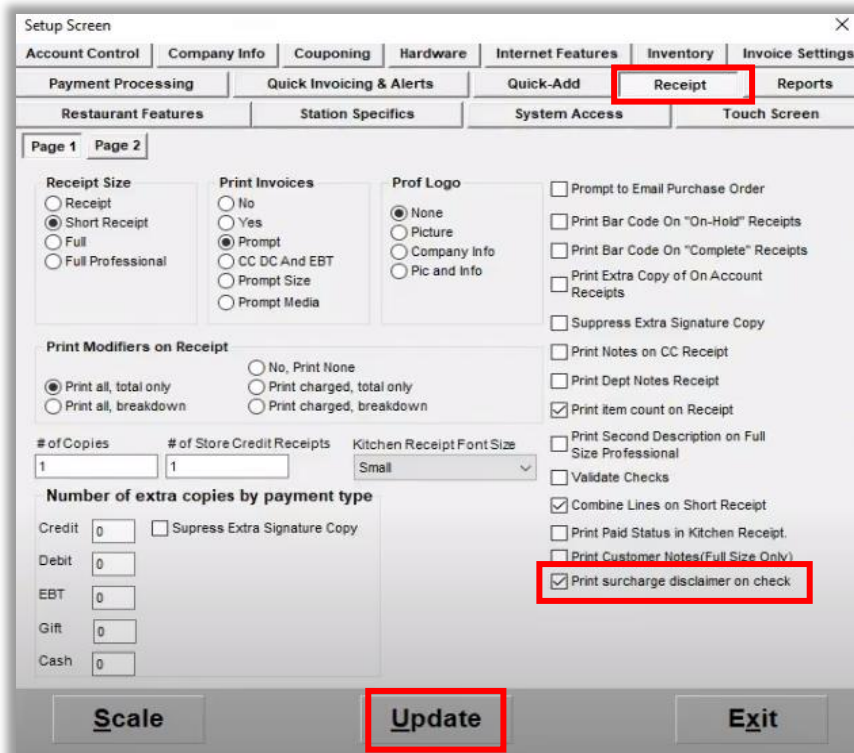 Setup Screen
Account Control Company Info Couponing Hardware Internet Features Inventory Invoice Settings
Payment Processing Quick Invoicing & Alerts Quick-Add Receipt Reports
Restaurant Features Station Specifics System Access Touch Screen
Page 1 Page 2
Receipt Size
Receipt
Short Receipt
Full
Full Professional
Print Invoices
No
Yes
Prompt
CC DC And EBT
Prompt Size
Prompt Media
Prof Logo
None
Picture
Company Info
Pic and Info
Print Modifiers on Receipt
No, Print None
Print all, total only Print charged, total only
Print all, breakdown Print charged, breakdown
# of Copies # of Store Credit Receipts Kitchen Receipt Font Size
1 1 Small
Number of extra copies by payment type
Credit 0 Supress Extra Signature Copy
Debit 0
EBT 0
Gift 0
Cash 0
Prompt to Email Purchase Order
Print Bar Code On "On-Hold" Receipts
Print Bar Code On "Complete" Receipts
Print Extra Copy of On Account
Receipts
Suppress Extra Signature Copy
Print Notes on CC Receipt
Print Dept Notes Receipt
Print item count on Receipt
Print Second Description on Full
Size Professional
Validate Checks
Combine Lines on Short Receipt
Print Paid Status in Kitchen Receipt.
Print Customer Notes(Full Size Only)
Print surcharge disclaimer on check
Scale Update Exit